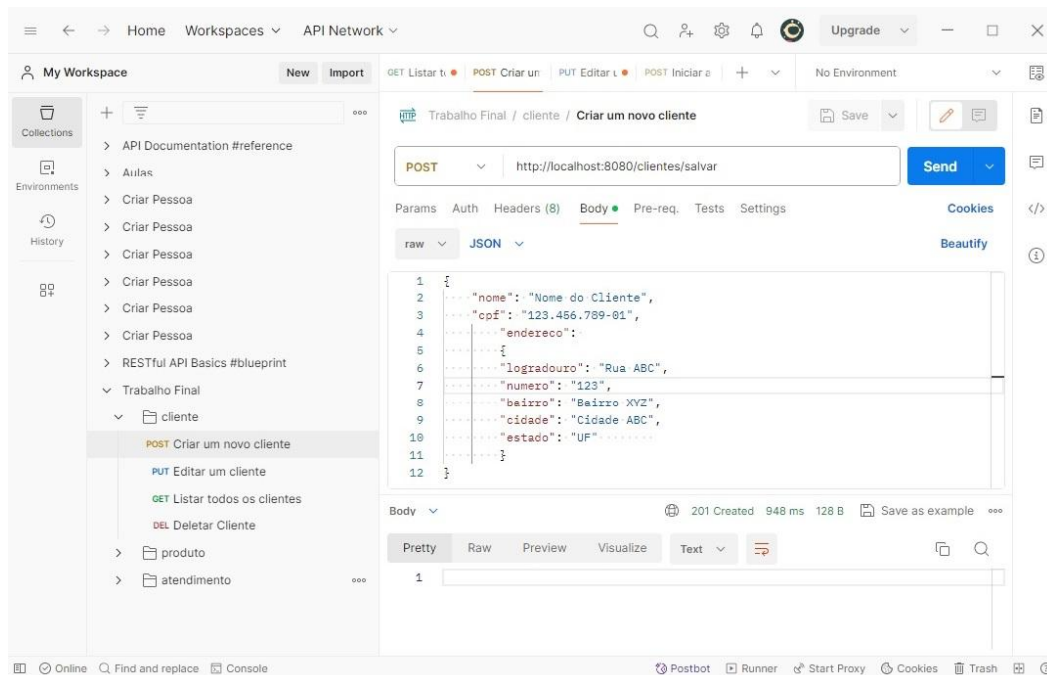 Home Workspaces API Network Upgrade
My Workspace New Import GET Listar t POST Criar un PUT Editar u POST Iniciar a No Environment
Collections
Environments
History
API Documentation #reference
Aulas
Criar Pessoa
Criar Pessoa
Criar Pessoa
Criar Pessoa
Criar Pessoa
Criar Pessoa
RESTful API Basics #blueprint
Trabalho Final
cliente
POST Criar um novo cliente
PUT Editar um cliente
GET Listar todos os clientes
DEL Deletar Cliente
produto
atendimento
HTTP Trabalho Final / cliente / Criar um novo cliente Save
POST http://localhost:8080/clientes/salvar Send
Params Auth Headers (8) Body Pre-req. Tests Settings Cookies
raw JSON Beautify
1 {
2 "nome": "Nome do Cliente",
3 "cpf": "123.456.789-01",
4 "endereco":
5 {
6 "logradouro": "Rua ABC",
7 "numero": "123",
8 "bairro": "Bairro XYZ",
9 "cidade": "Cidade ABC",
10 "estado": "UF"
11 }
12 }
Body 201 Created 948 ms 128 B Save as example
Pretty Raw Preview Visualize Text
1
Online Find and replace Console Postbot Runner Start Proxy Cookies Trash